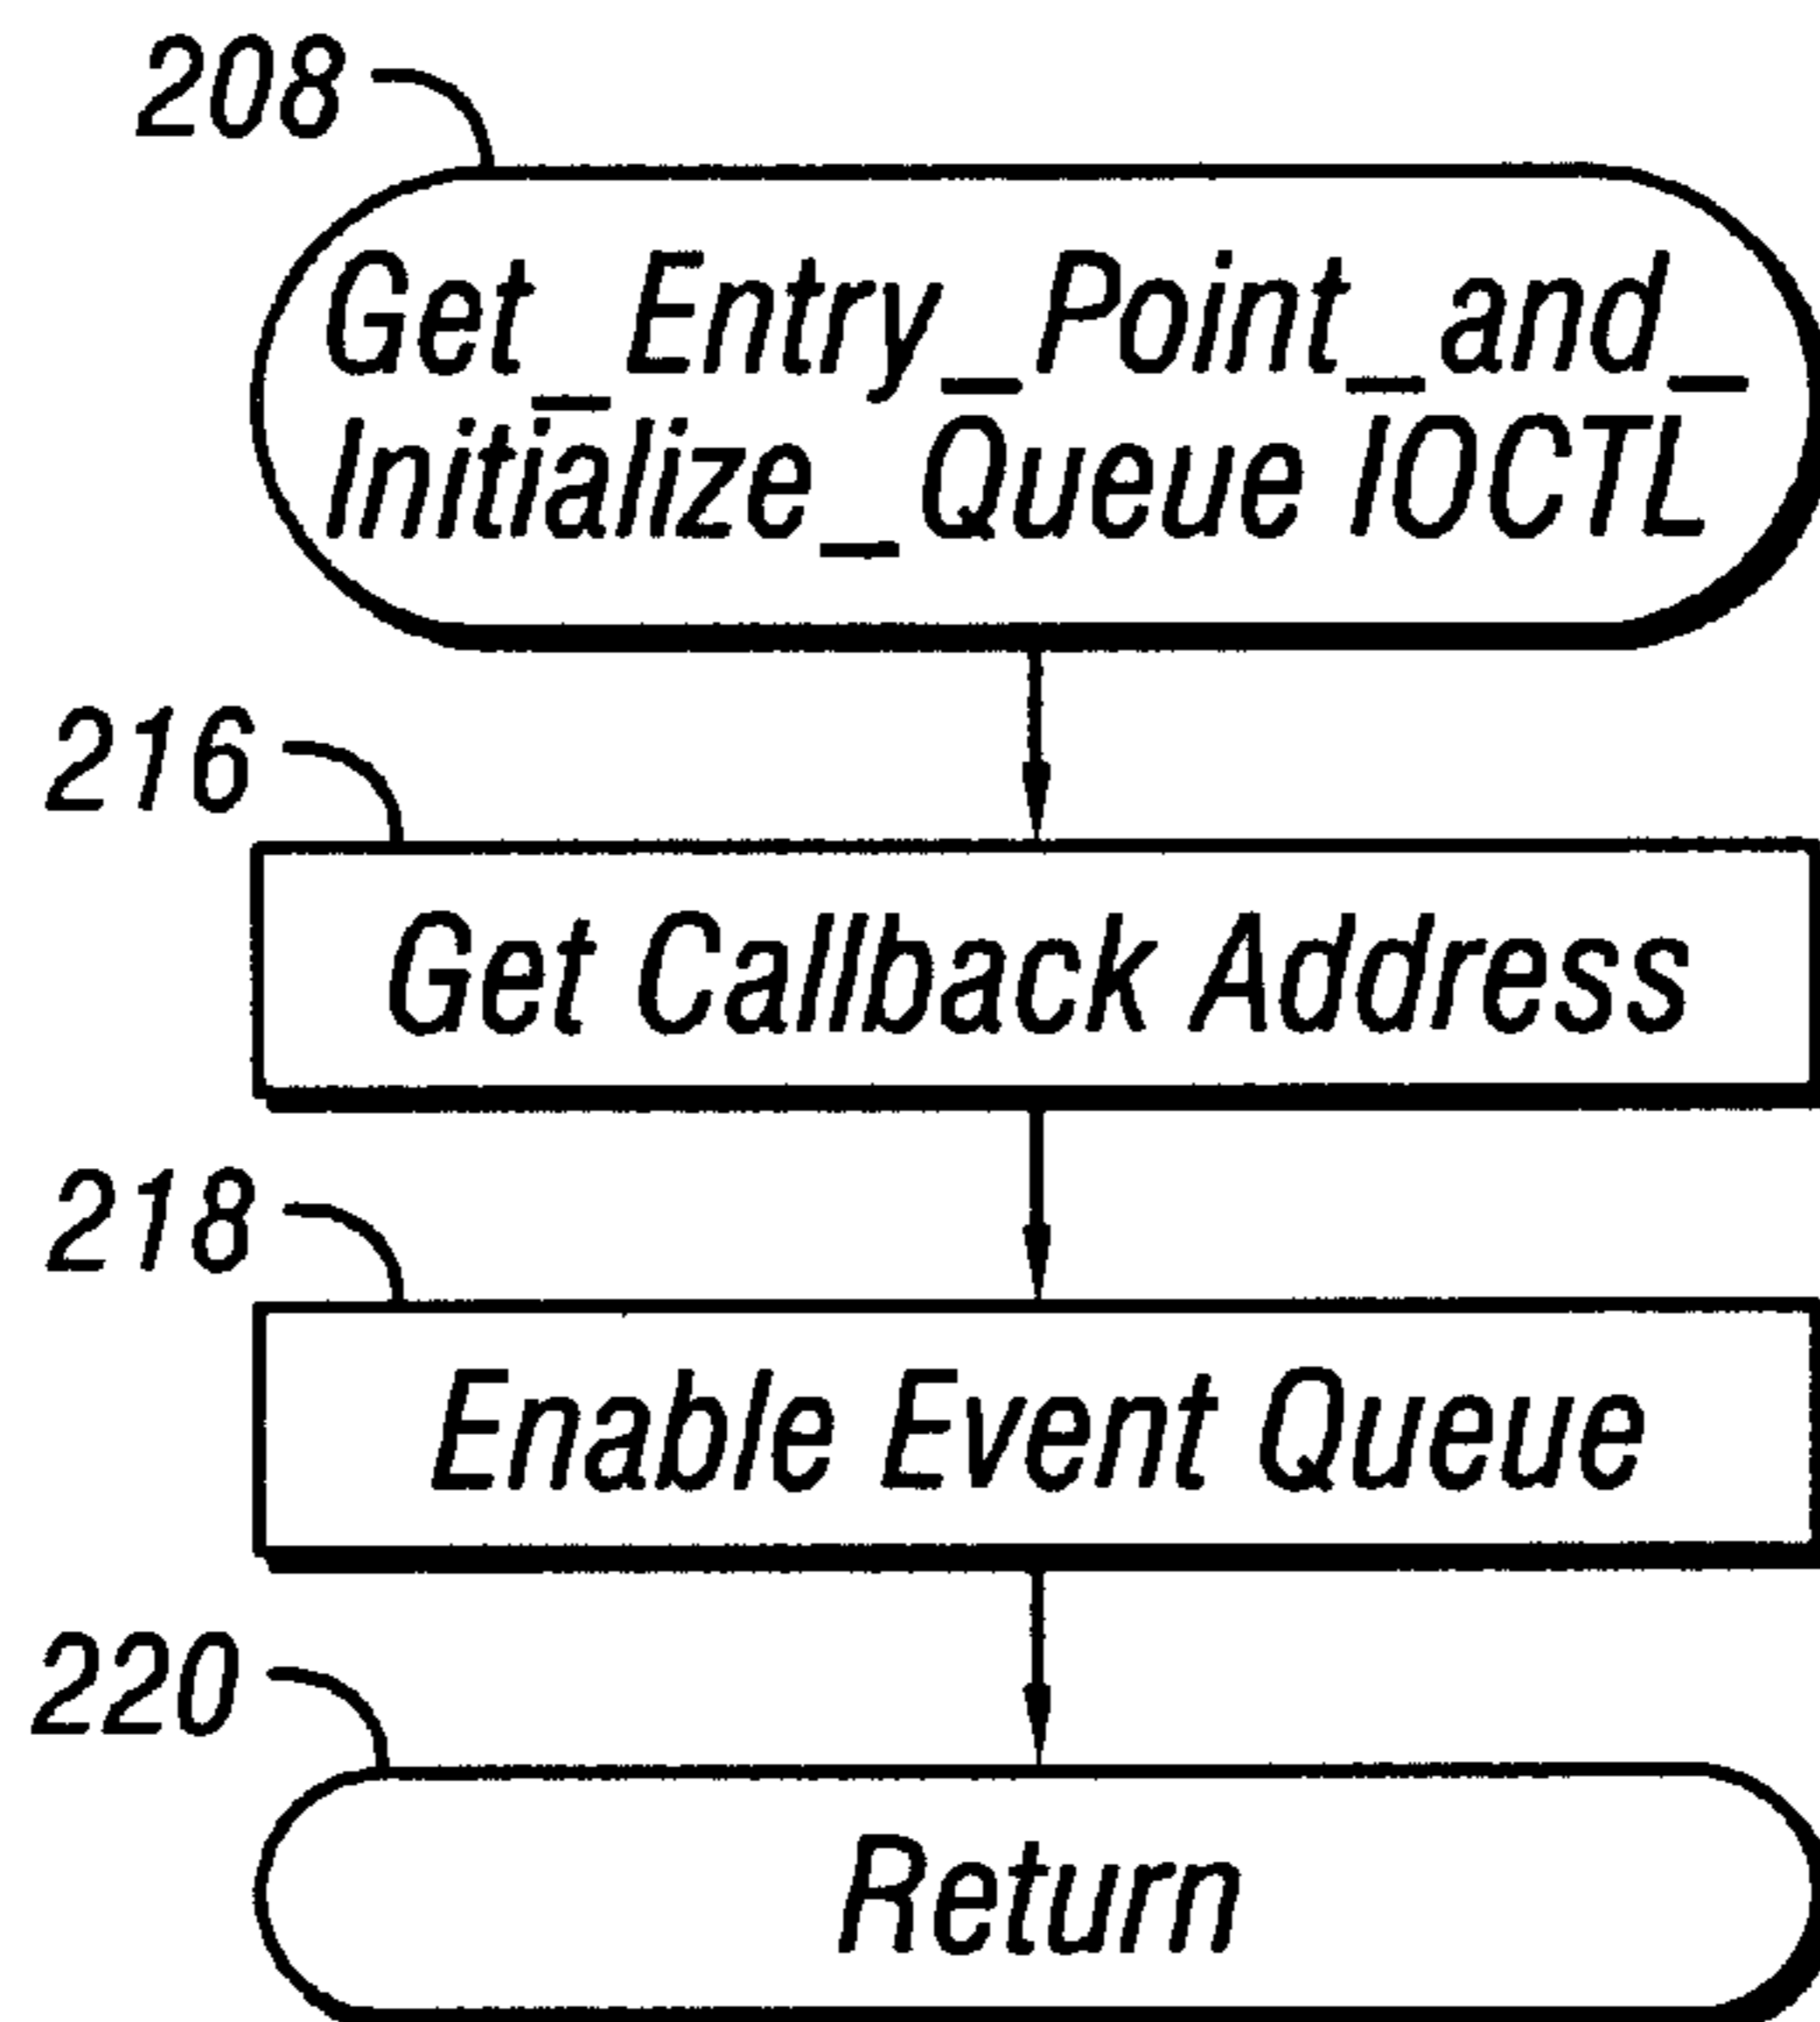 208
Get_Entry_Point_and_
Initialize_Queue IOCTL
216
Get Callback Address
218
Enable Event Queue
220
Return